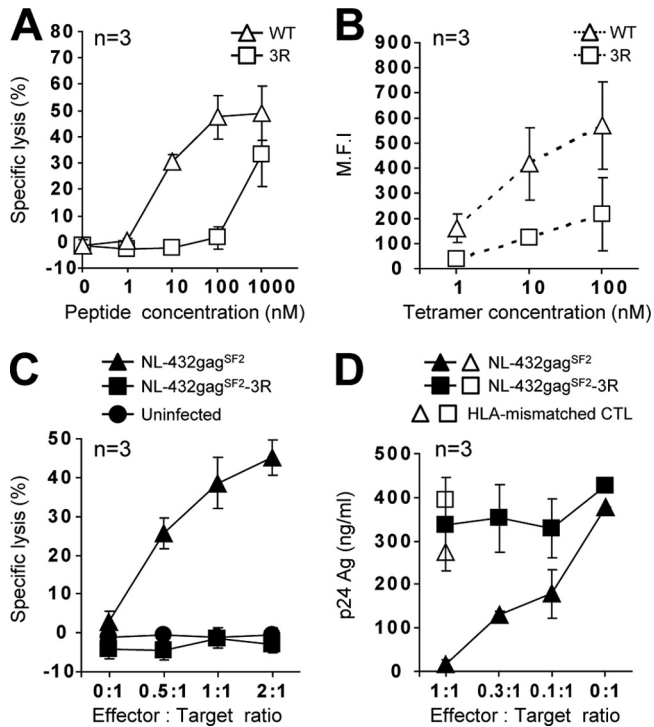 A
n=3
WT
3R
Specific lysis (%)
80
70
60
50
40
30
20
10
0
-10
0 1 10 100 1000
Peptide concentration (nM)
B
n=3
WT
3R
M.F.I
900
800
700
600
500
400
300
200
100
0
1 10 100
Tetramer concentration (nM)
C
NL-432gagSF2
NL-432gagSF2-3R
Uninfected
n=3
Specific lysis (%)
50
40
30
20
10
0
-10
0:1 0.5:1 1:1 2:1
Effector : Target ratio
D
NL-432gagSF2
NL-432gagSF2-3R
HLA-mismatched CTL
n=3
p24 Ag (ng/ml)
500
400
300
200
100
0
1:1 0.3:1 0.1:1 0:1
Effector : Target ratio